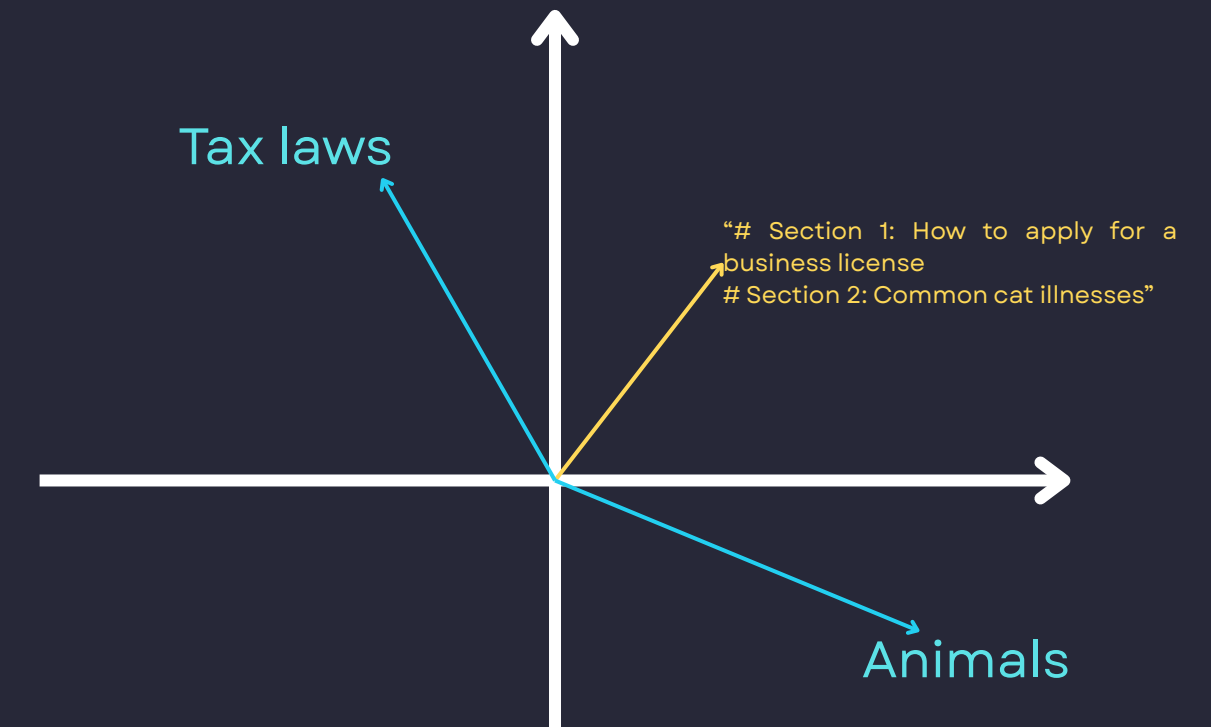 Tax laws
“# Section 1: How to apply for a
business license
# Section 2: Common cat illnesses”
Animals